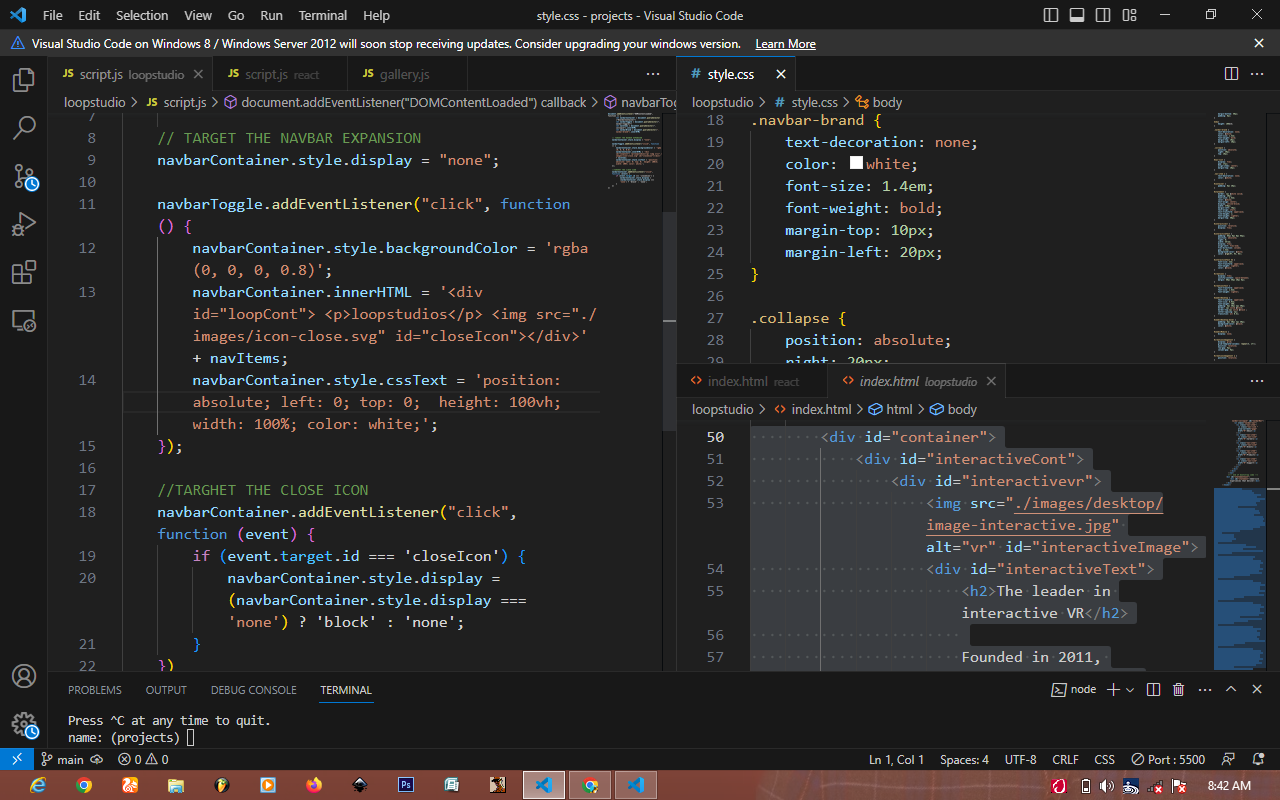 File Edit Selection View Go Run Terminal Help style.css - projects - Visual Studio Code
Visual Studio Code on Windows 8 / Windows Server 2012 will soon stop receiving updates. Consider upgrading your windows version. Learn More
JS script.js loopstudio JS script.js react JS gallery.js ...
loopstudio > JS script.js > document.addEventListener("DOMContentLoaded") callback > navbarTog
7
8 // TARGET THE NAVBAR EXPANSION
9 navbarContainer.style.display = "none";
10
11 navbarToggle.addEventListener("click", function
() {
12 navbarContainer.style.backgroundColor = 'rgba
(0, 0, 0, 0.8)';
13 navbarContainer.innerHTML = '<div
id="loopCont"> <p>loopstudios</p> <img src="./
images/icon-close.svg" id="closeIcon"></div>'
+ navItems;
14 navbarContainer.style.cssText = 'position:
absolute; left: 0; top: 0;  height: 100vh;
width: 100%; color: white;';
15 });
16
17 //TARGHET THE CLOSE ICON
18 navbarContainer.addEventListener("click",
function (event) {
19 if (event.target.id === 'closeIcon') {
20 navbarContainer.style.display =
(navbarContainer.style.display ===
'none') ? 'block' : 'none';
21 }
22 })
# style.css ...
loopstudio > # style.css > body
18 .navbar-brand {
19 text-decoration: none;
20 color: white;
21 font-size: 1.4em;
22 font-weight: bold;
23 margin-top: 10px;
24 margin-left: 20px;
25 }
26
27 .collapse {
28 position: absolute;
29 right: 20px;
index.html react index.html loopstudio ...
loopstudio > index.html > html > body
50 <div id="container">
51 <div id="interactiveCont">
52 <div id="interactivevr">
53 <img src="./images/desktop/
image-interactive.jpg"
alt="vr" id="interactiveImage">
54 <div id="interactiveText">
55 <h2>The leader in
interactive VR</h2>
56
57 Founded in 2011,
PROBLEMS OUTPUT DEBUG CONSOLE TERMINAL node ...
Press ^C at any time to quit.
name: (projects)
main 0 0 Ln 1, Col 1 Spaces: 4 UTF-8 CRLF CSS Port : 5500
Ps 8:42 AM